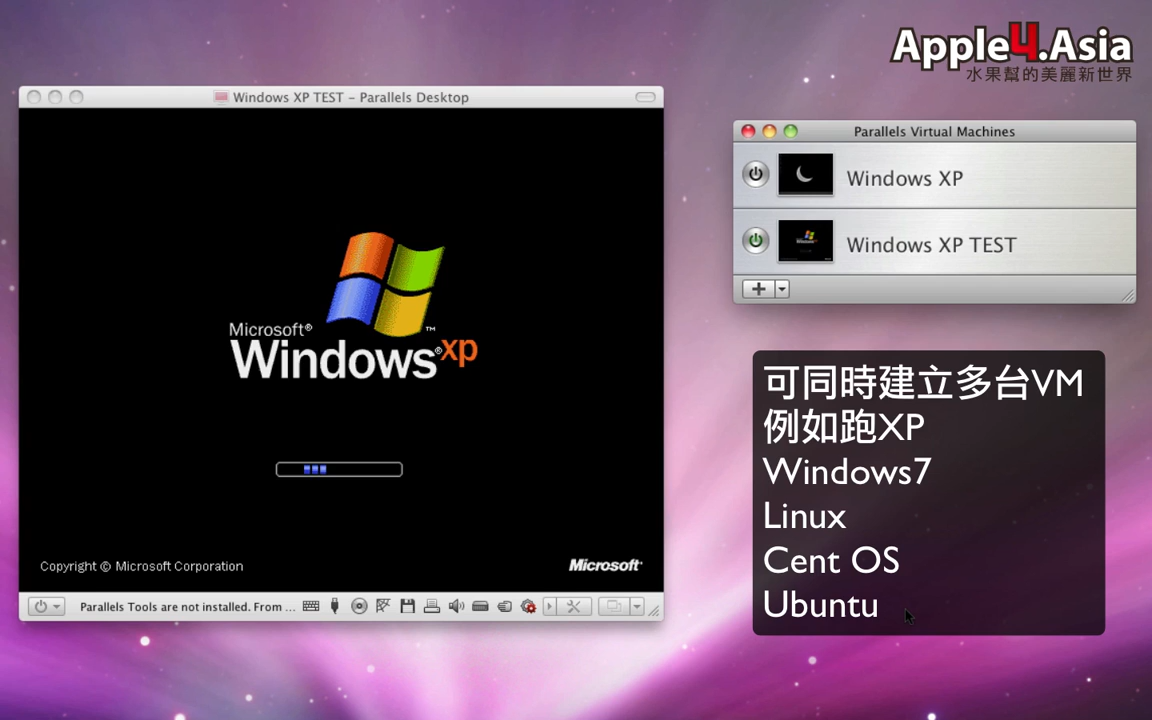 Apple4.Asia
水果幫的美麗新世界
Windows XP TEST – Parallels Desktop
Microsoft®
Windows®xp™
Copyright © Microsoft Corporation
Microsoft®
Parallels Tools are not installed. From ...
Parallels Virtual Machines
Windows XP
Windows XP TEST
可同時建立多台VM
例如跑XP
Windows7
Linux
Cent OS
Ubuntu